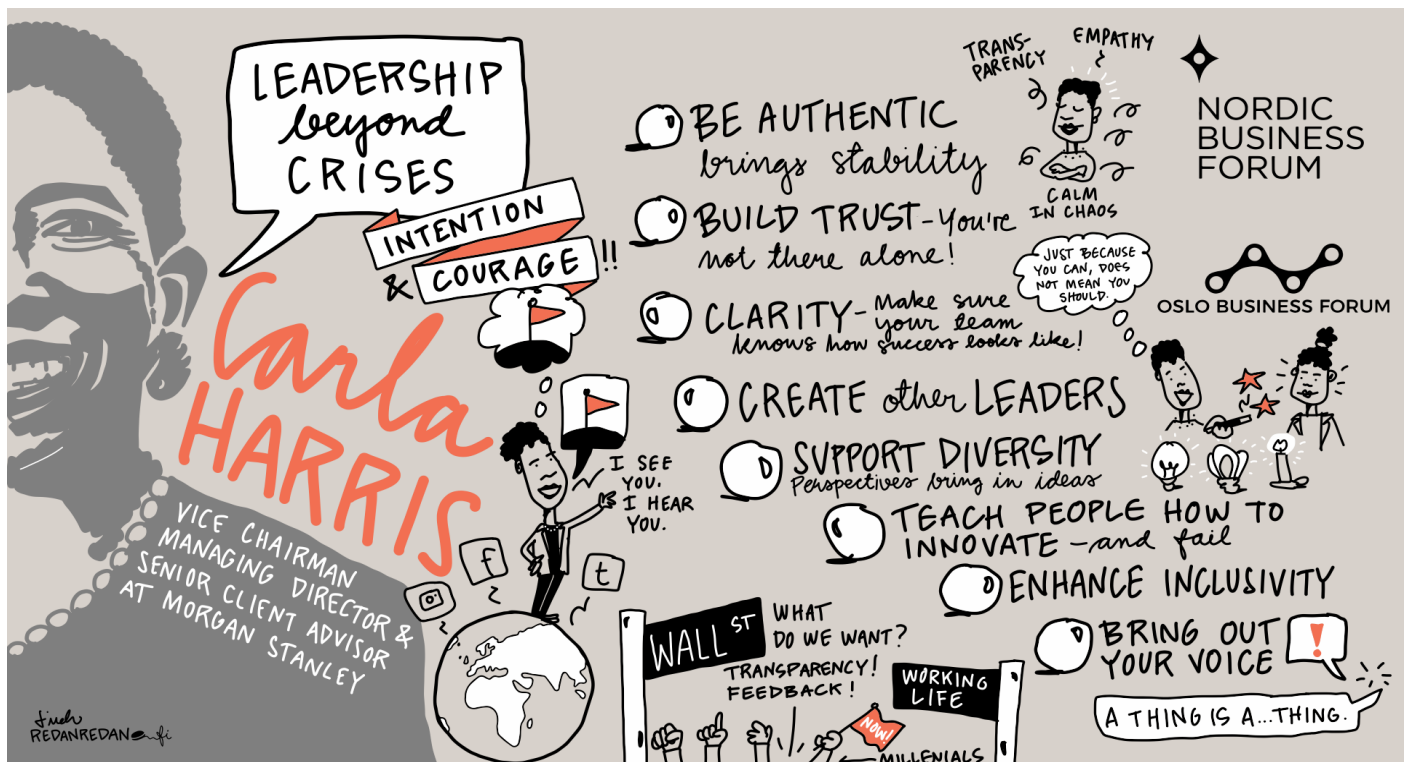 LEADERSHIP
beyond
CRISES
INTENTION
& COURAGE !!
Carla
HARRIS
VICE CHAIRMAN
MANAGING DIRECTOR &
SENIOR CLIENT ADVISOR
AT MORGAN STANLEY
I SEE
YOU.
I HEAR
YOU.
f
t
BE AUTHENTIC
brings stability
BUILD TRUST - You're
not there alone!
CLARITY - Make sure
your team
knows how success looks like!
CREATE other LEADERS
SUPPORT DIVERSITY
Perspectives bring in ideas
TEACH PEOPLE HOW TO
INNOVATE - and fail
ENHANCE INCLUSIVITY
BRING OUT
YOUR VOICE
!
A THING IS A...THING.
TRANS-
PARENCY
EMPATHY
CALM
IN CHAOS
JUST BECAUSE
YOU CAN, DOES
NOT MEAN YOU
SHOULD.
NORDIC
BUSINESS
FORUM
OSLO BUSINESS FORUM
WALL ST
WHAT
DO WE WANT?
TRANSPARENCY!
FEEDBACK!
WORKING
LIFE
NOW!
MILLENIALS
REDANREDAN